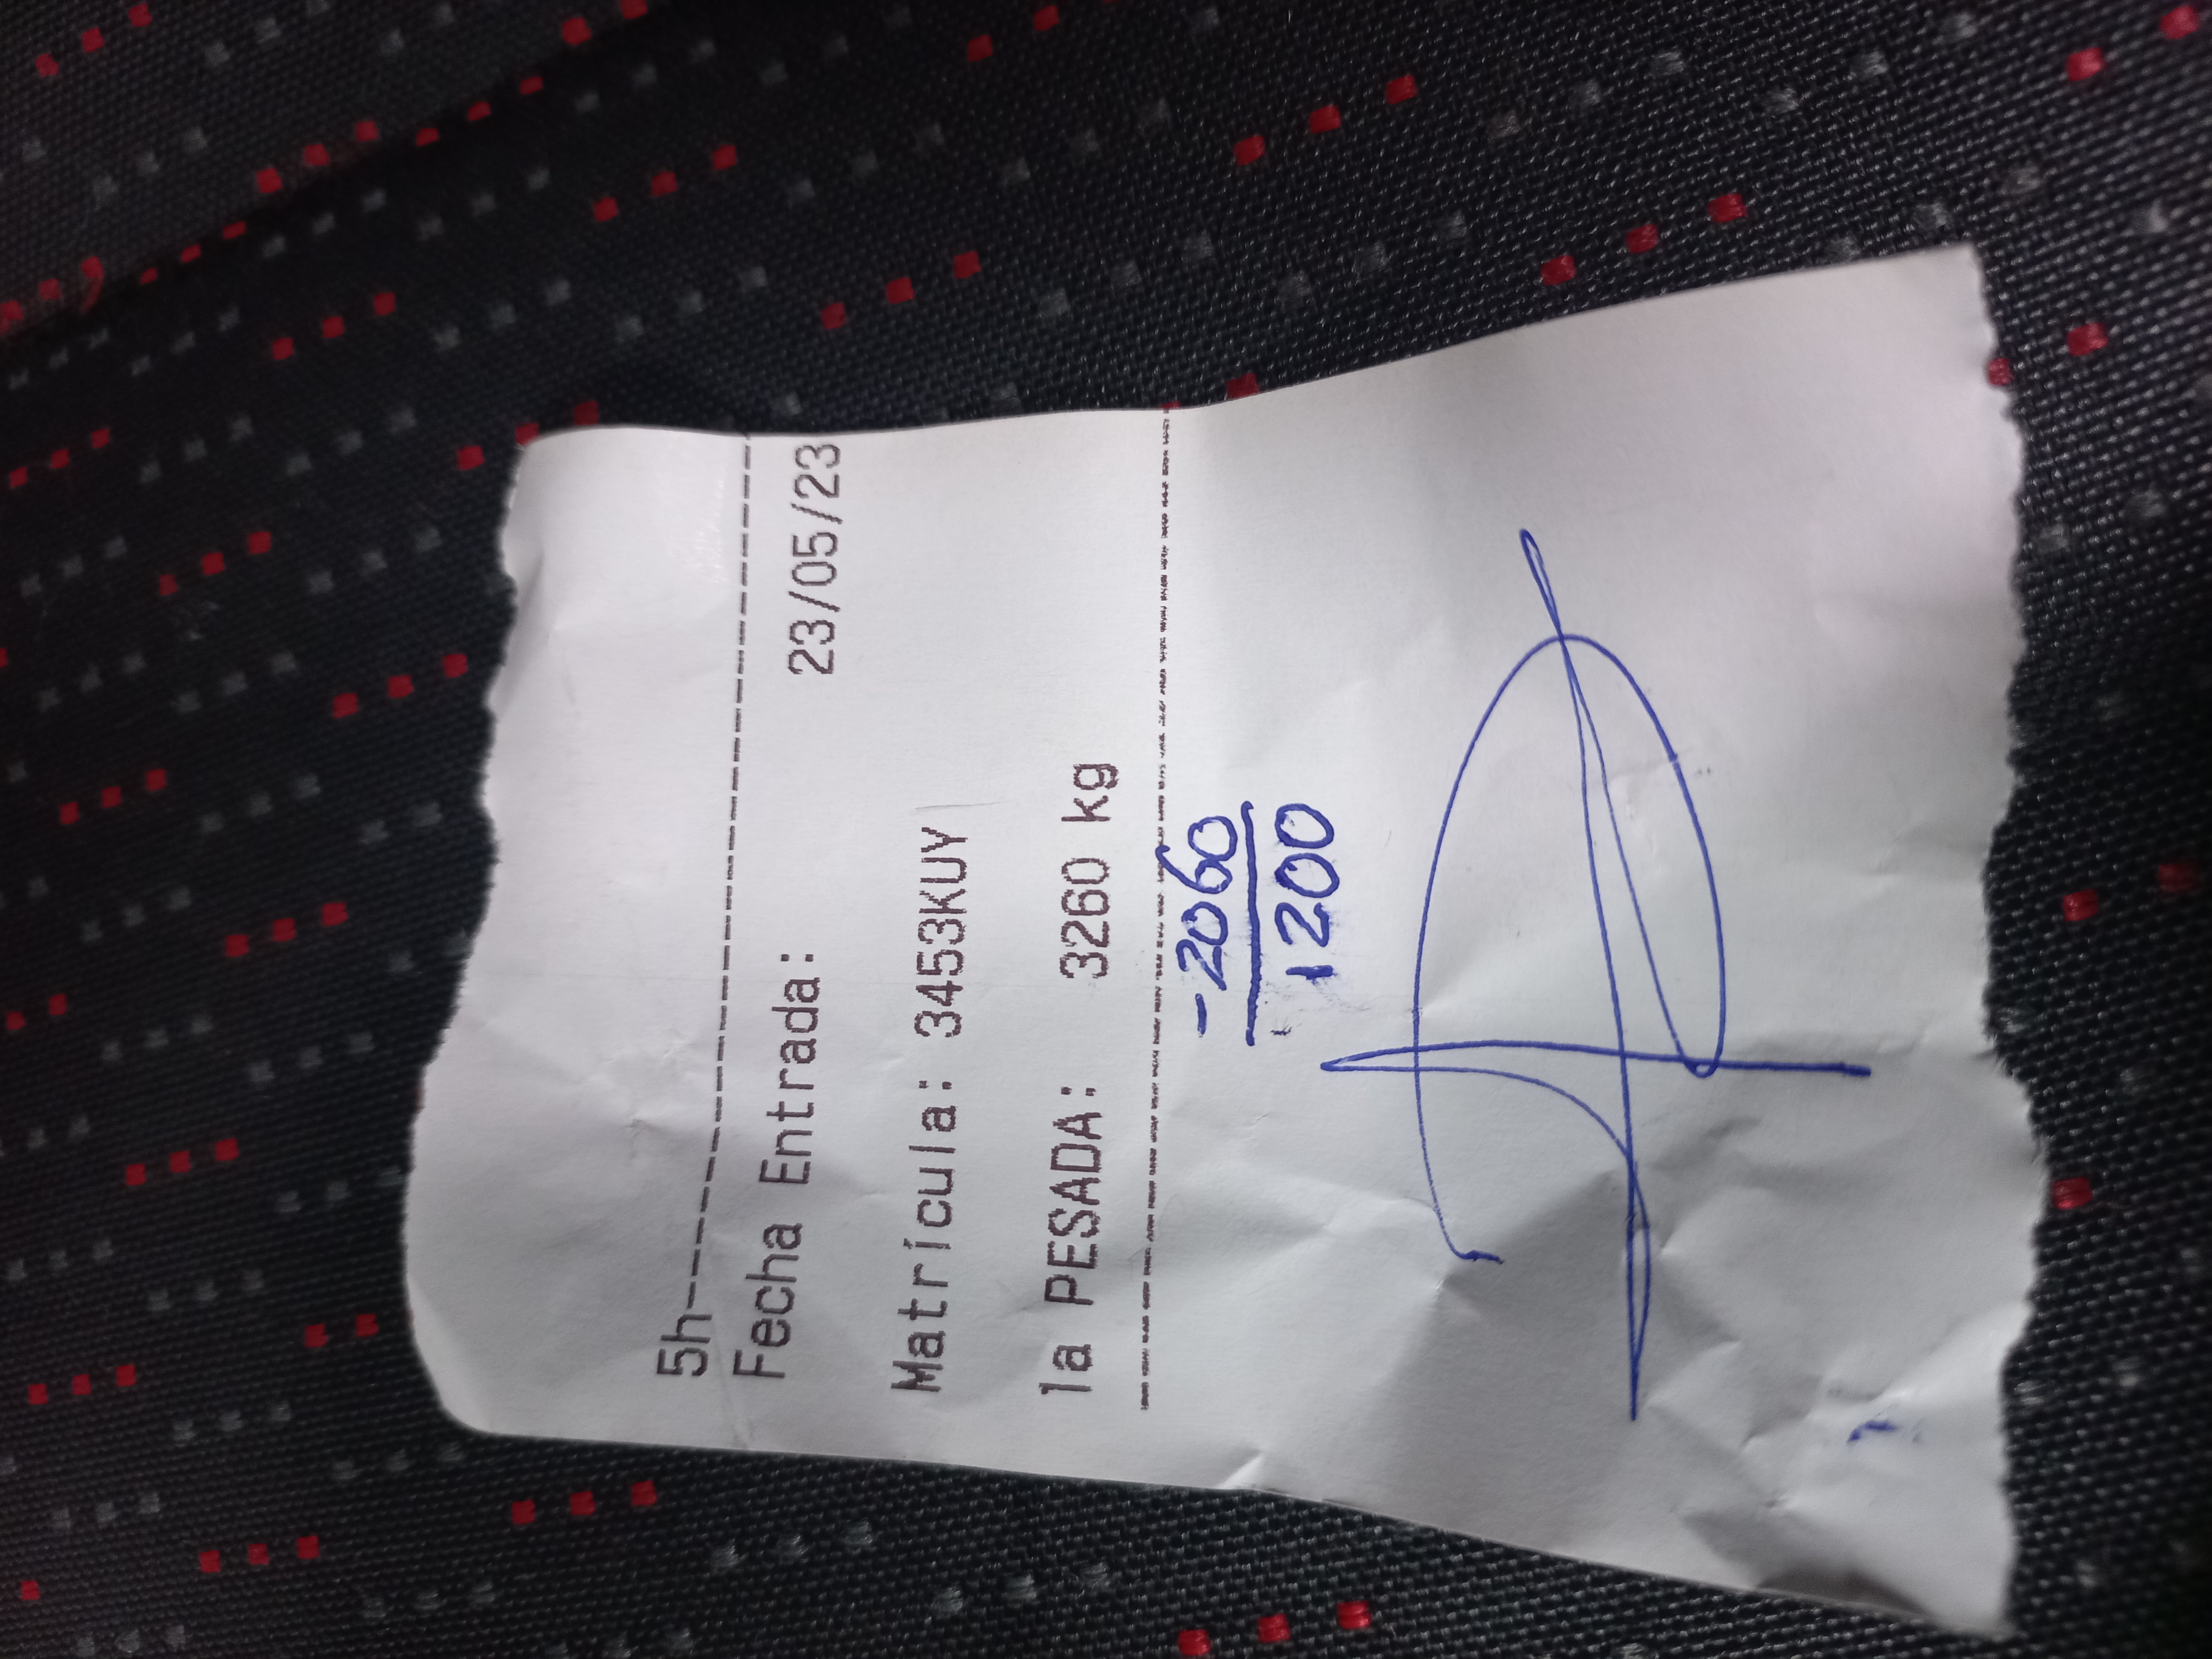 5h----------------------------
Fecha Entrada:
23/05/23
Matrícula: 3453KUY
1a PESADA: 3260 kg
------------------------------
-2060
1200